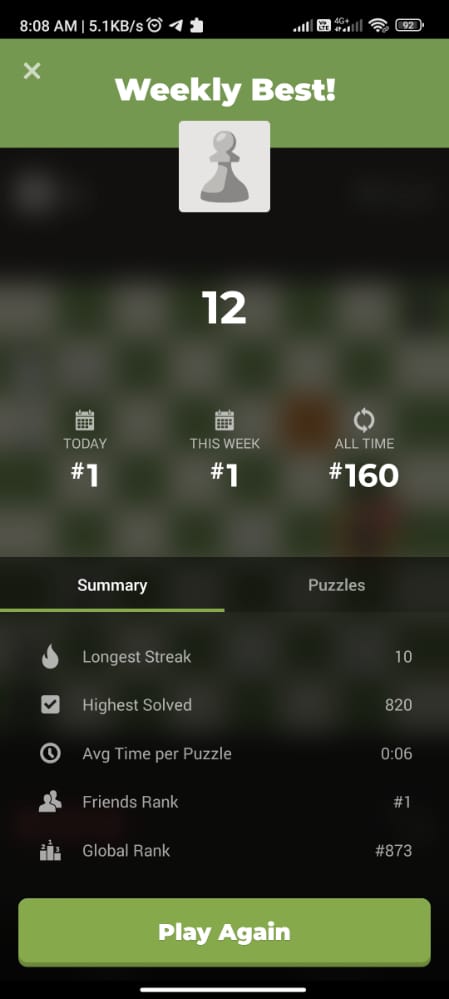 8:08 AM | 5.1KB/s
4G+
92
Weekly Best!
12
TODAY
THIS WEEK
ALL TIME
#1
#1
#160
Summary
Puzzles
Longest Streak 10
Highest Solved 820
Avg Time per Puzzle 0:06
Friends Rank #1
Global Rank #873
Play Again